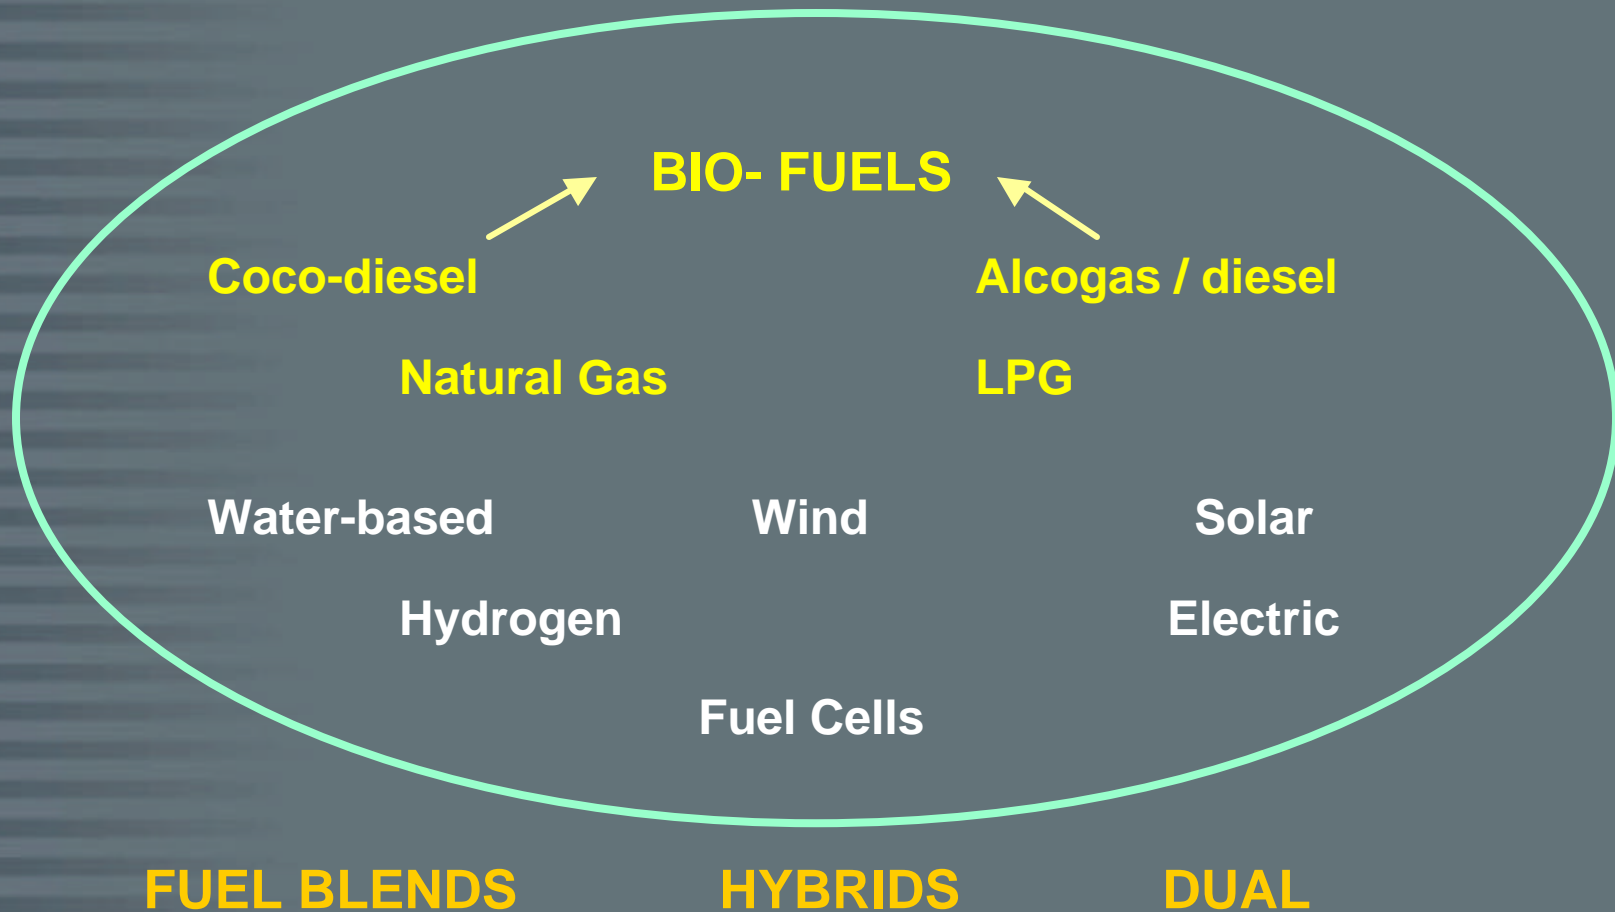 BIO- FUELS
Coco-diesel Alcogas / diesel
Natural Gas LPG
Water-based Wind Solar
Hydrogen Electric
Fuel Cells
FUEL BLENDS HYBRIDS DUAL